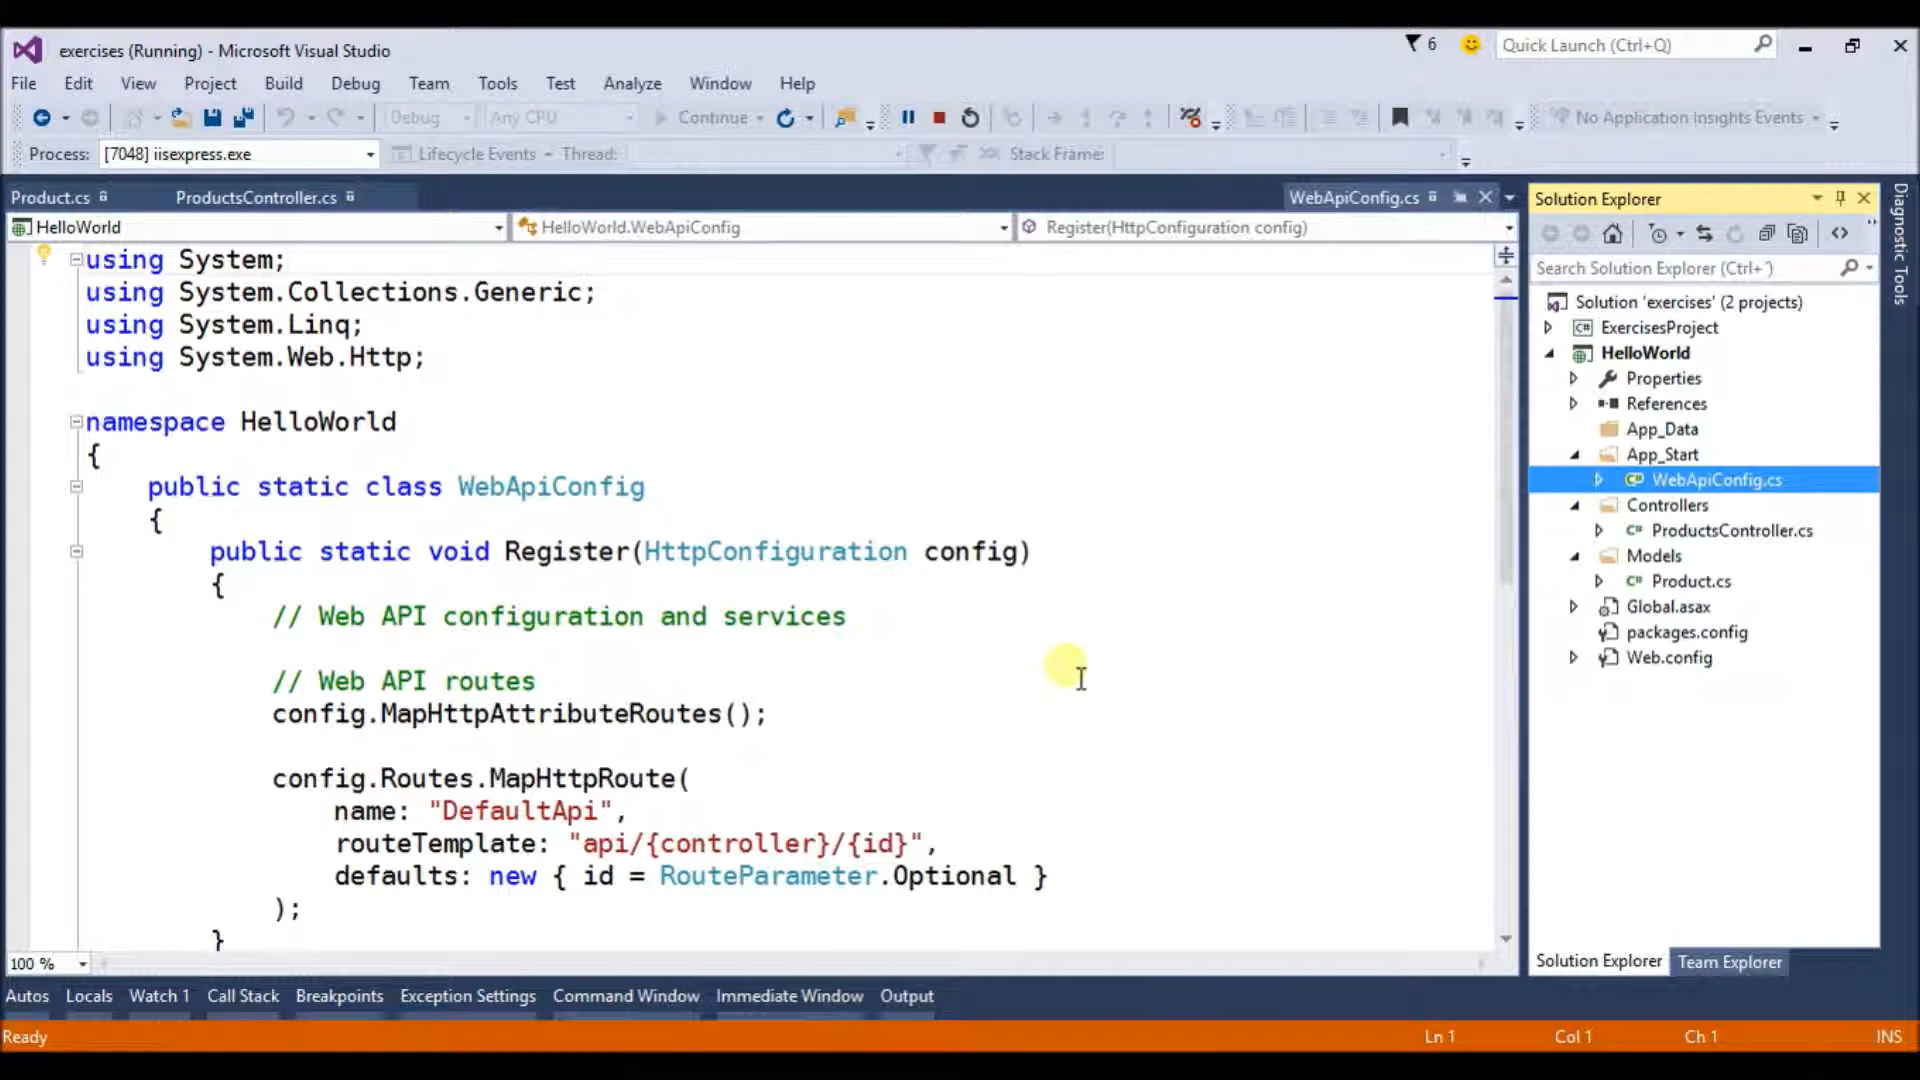 exercises (Running) - Microsoft Visual Studio
6
Quick Launch (Ctrl+Q)
File Edit View Project Build Debug Team Tools Test Analyze Window Help
Debug Any CPU Continue No Application Insights Events
Process: [7048] iisexpress.exe Lifecycle Events Thread: Stack Frame:
Product.cs ProductsController.cs WebApiConfig.cs
HelloWorld HelloWorld.WebApiConfig Register(HttpConfiguration config)
using System;
using System.Collections.Generic;
using System.Linq;
using System.Web.Http;
namespace HelloWorld
{
public static class WebApiConfig
{
public static void Register(HttpConfiguration config)
{
// Web API configuration and services
// Web API routes
config.MapHttpAttributeRoutes();
config.Routes.MapHttpRoute(
name: "DefaultApi",
routeTemplate: "api/{controller}/{id}",
defaults: new { id = RouteParameter.Optional }
);
}
100 %
Solution Explorer
Search Solution Explorer (Ctrl+')
Solution 'exercises' (2 projects)
C# ExercisesProject
HelloWorld
Properties
References
App_Data
App_Start
C# WebApiConfig.cs
Controllers
C# ProductsController.cs
Models
C# Product.cs
Global.asax
packages.config
Web.config
Solution Explorer Team Explorer
Diagnostic Tools
Autos Locals Watch 1 Call Stack Breakpoints Exception Settings Command Window Immediate Window Output
Ready Ln 1 Col 1 Ch 1 INS